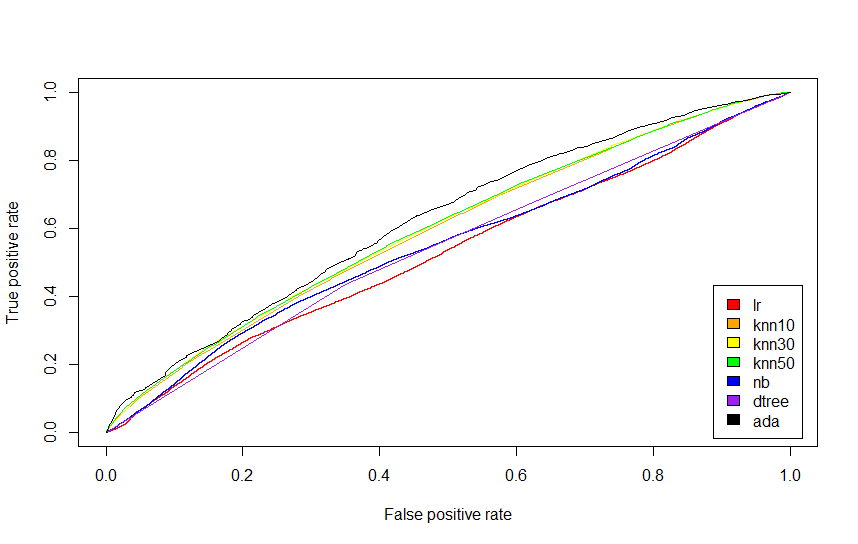 1.0
0.8
0.6
0.4
0.2
0.0
True positive rate
lr
knn10
knn30
knn50
nb
dtree
ada
0.0 0.2 0.4 0.6 0.8 1.0
False positive rate